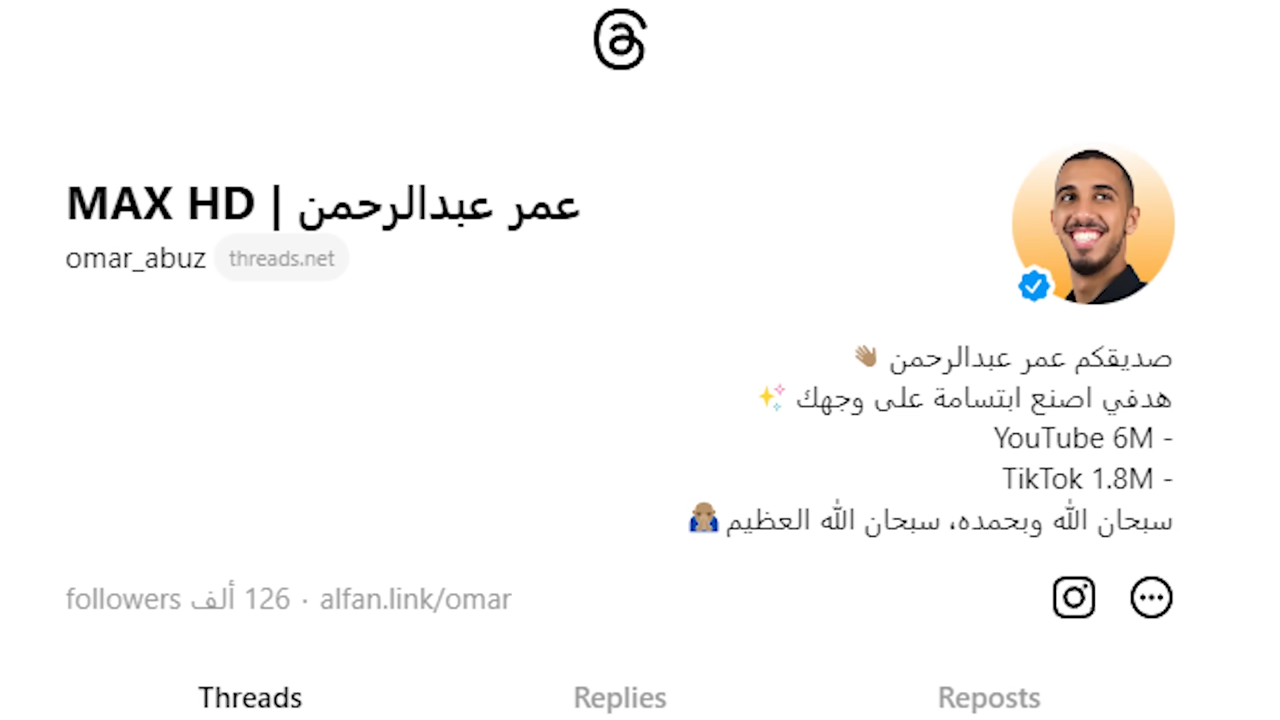 MAX HD | عمر عبدالرحمن
omar_abuz threads.net
صديقكم عمر عبدالرحمن 👋🏽
هدفي اصنع ابتسامة على وجهك ✨
- YouTube 6M
- TikTok 1.8M
سبحان الله وبحمده، سبحان الله العظيم 🙏🏽
126 ألف followers · alfan.link/omar
Threads Replies Reposts